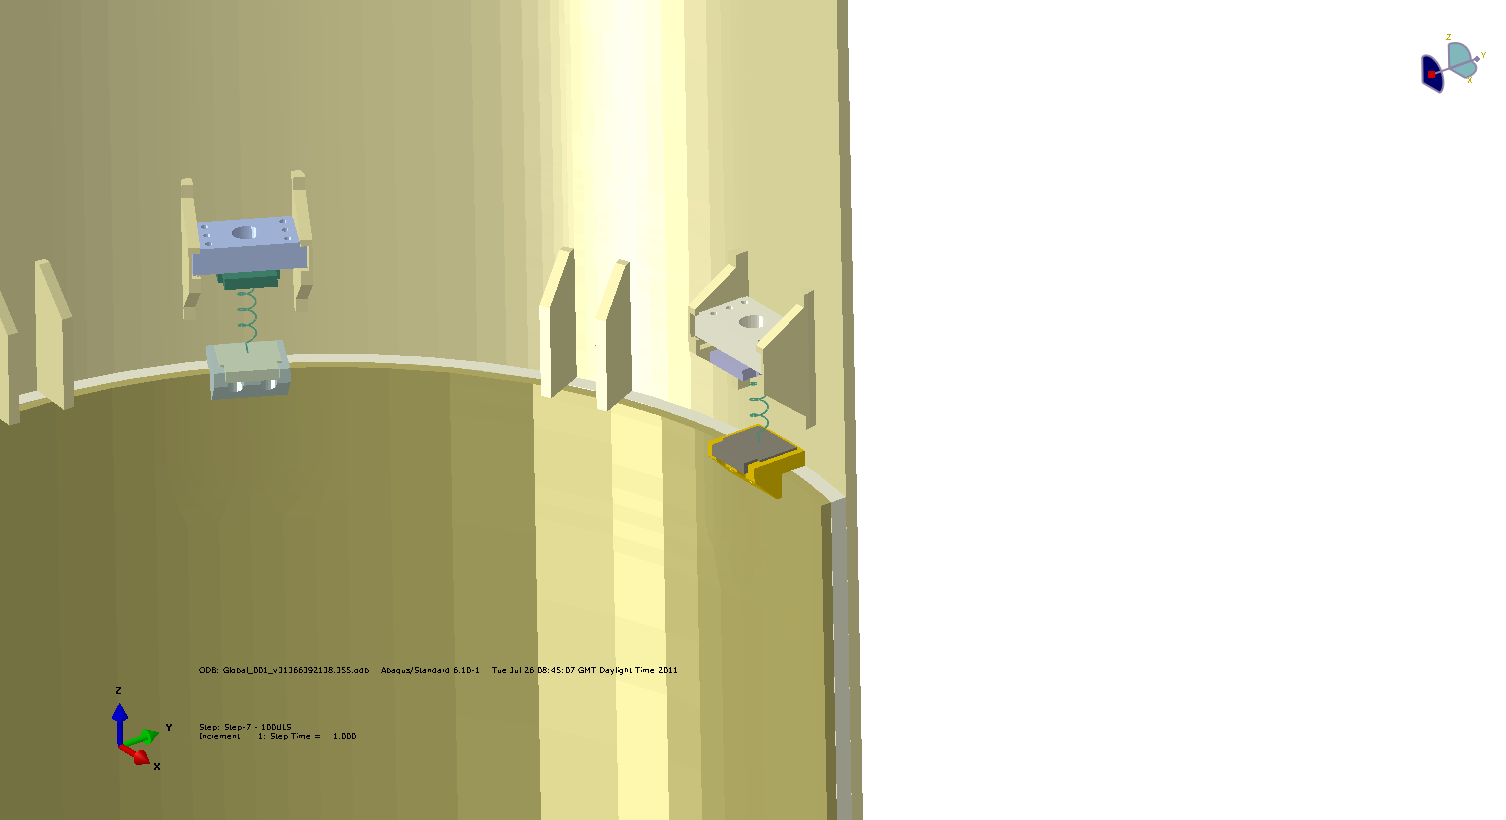 Z
Y
X
ODB: Global_001_v31366392138.355.odb Abaqus/Standard 6.10-1 Tue Jul 26 08:45:07 GMT Daylight Time 2011
Z
Y
X
Step: Step-7 - 100ULS
Increment 1: Step Time = 1.000